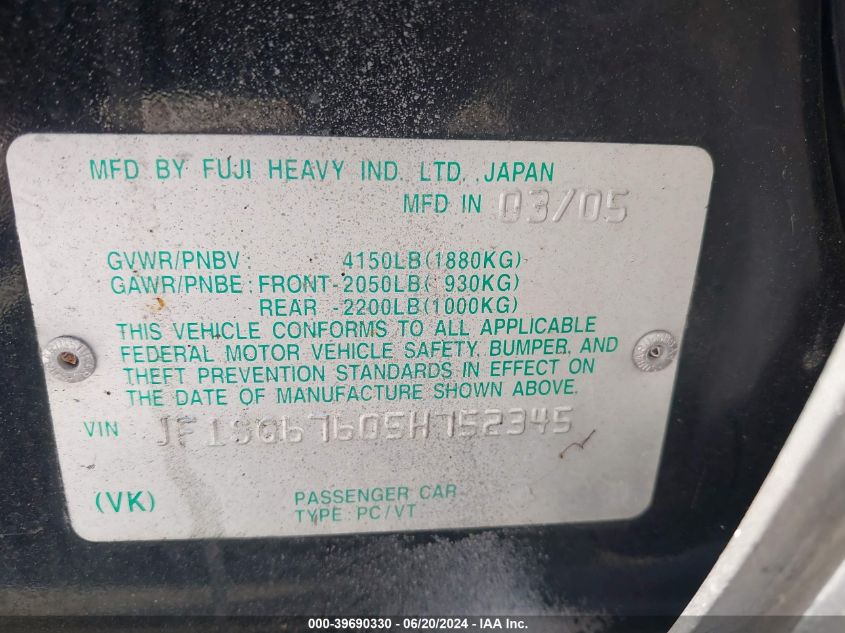 MFD BY FUJI HEAVY IND. LTD. JAPAN
MFD IN 03/05
GVWR/PNBV 4150LB(1880KG)
GAWR/PNBE: FRONT-2050LB( 930KG)
REAR -2200LB(1000KG)
THIS VEHICLE CONFORMS TO ALL APPLICABLE
FEDERAL MOTOR VEHICLE SAFETY, BUMPER, AND
THEFT PREVENTION STANDARDS IN EFFECT ON
THE DATE OF MANUFACTURE SHOWN ABOVE.
VIN JF1SG67605H752345
(VK) PASSENGER CAR
TYPE: PC/VT
000-39690330 - 06/20/2024 - IAA Inc.